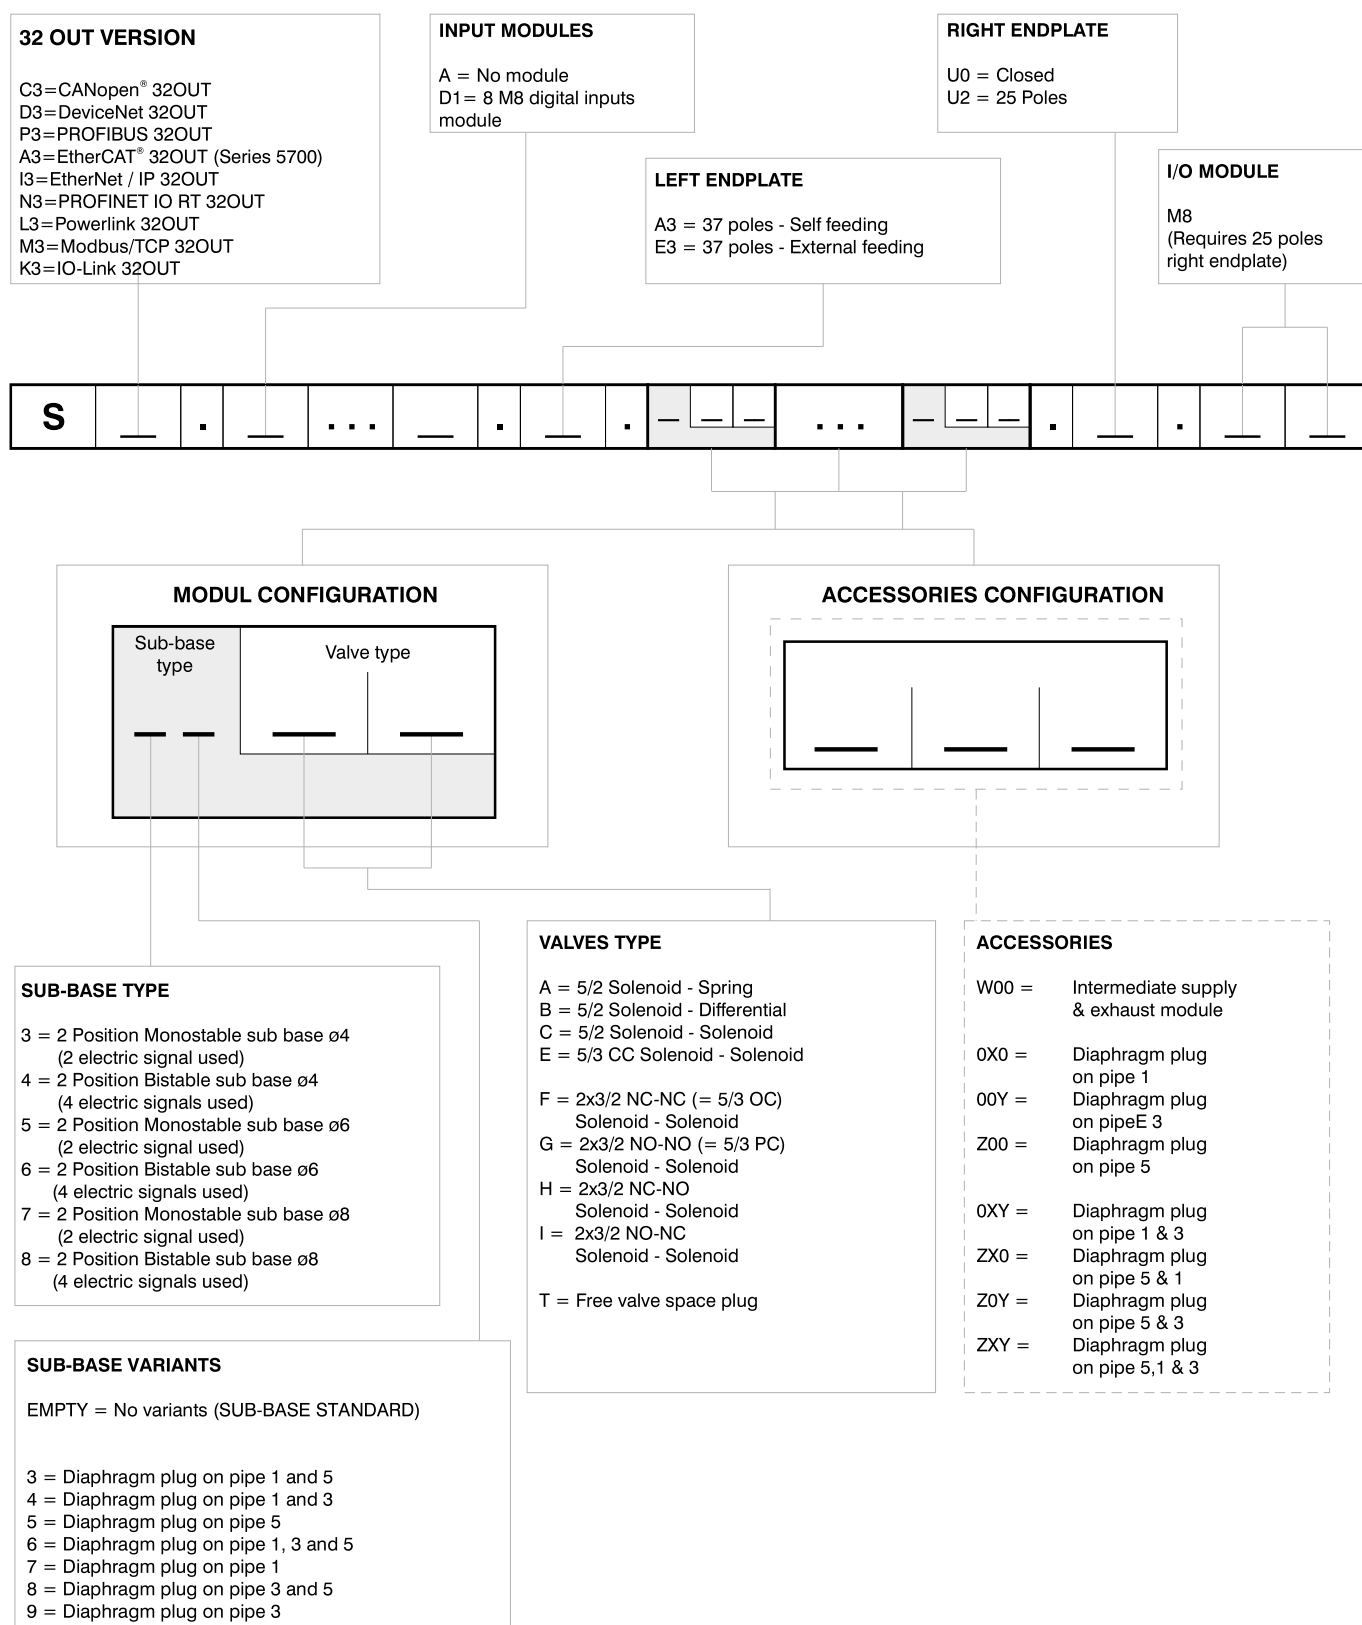 32 OUT VERSION
C3=CANopen® 32OUT
D3=DeviceNet 32OUT
P3=PROFIBUS 32OUT
A3=EtherCAT® 32OUT (Series 5700)
I3=EtherNet / IP 32OUT
N3=PROFINET IO RT 32OUT
L3=Powerlink 32OUT
M3=Modbus/TCP 32OUT
K3=IO-Link 32OUT
INPUT MODULES
A = No module
D1= 8 M8 digital inputs
module
LEFT ENDPLATE
A3 = 37 poles - Self feeding
E3 = 37 poles - External feeding
RIGHT ENDPLATE
U0 = Closed
U2 = 25 Poles
I/O MODULE
M8
(Requires 25 poles
right endplate)
S _ . _ ... _ . _ . _ _ _ ... _ _ _ . _ . _ _
MODUL CONFIGURATION
Sub-base
type
Valve type
ACCESSORIES CONFIGURATION
SUB-BASE TYPE
3 = 2 Position Monostable sub base ø4
(2 electric signal used)
4 = 2 Position Bistable sub base ø4
(4 electric signals used)
5 = 2 Position Monostable sub base ø6
(2 electric signal used)
6 = 2 Position Bistable sub base ø6
(4 electric signals used)
7 = 2 Position Monostable sub base ø8
(2 electric signal used)
8 = 2 Position Bistable sub base ø8
(4 electric signals used)
SUB-BASE VARIANTS
EMPTY = No variants (SUB-BASE STANDARD)
3 = Diaphragm plug on pipe 1 and 5
4 = Diaphragm plug on pipe 1 and 3
5 = Diaphragm plug on pipe 5
6 = Diaphragm plug on pipe 1, 3 and 5
7 = Diaphragm plug on pipe 1
8 = Diaphragm plug on pipe 3 and 5
9 = Diaphragm plug on pipe 3
VALVES TYPE
A = 5/2 Solenoid - Spring
B = 5/2 Solenoid - Differential
C = 5/2 Solenoid - Solenoid
E = 5/3 CC Solenoid - Solenoid
F = 2x3/2 NC-NC (= 5/3 OC)
Solenoid - Solenoid
G = 2x3/2 NO-NO (= 5/3 PC)
Solenoid - Solenoid
H = 2x3/2 NC-NO
Solenoid - Solenoid
I = 2x3/2 NO-NC
Solenoid - Solenoid
T = Free valve space plug
ACCESSORIES
W00 = Intermediate supply
& exhaust module
0X0 = Diaphragm plug
on pipe 1
00Y = Diaphragm plug
on pipeE 3
Z00 = Diaphragm plug
on pipe 5
0XY = Diaphragm plug
on pipe 1 & 3
ZX0 = Diaphragm plug
on pipe 5 & 1
Z0Y = Diaphragm plug
on pipe 5 & 3
ZXY = Diaphragm plug
on pipe 5,1 & 3